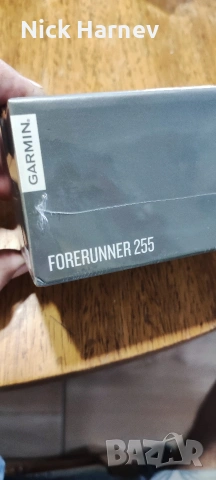 Nick Harnev
GARMIN
FORERUNNER 255
BAZAR